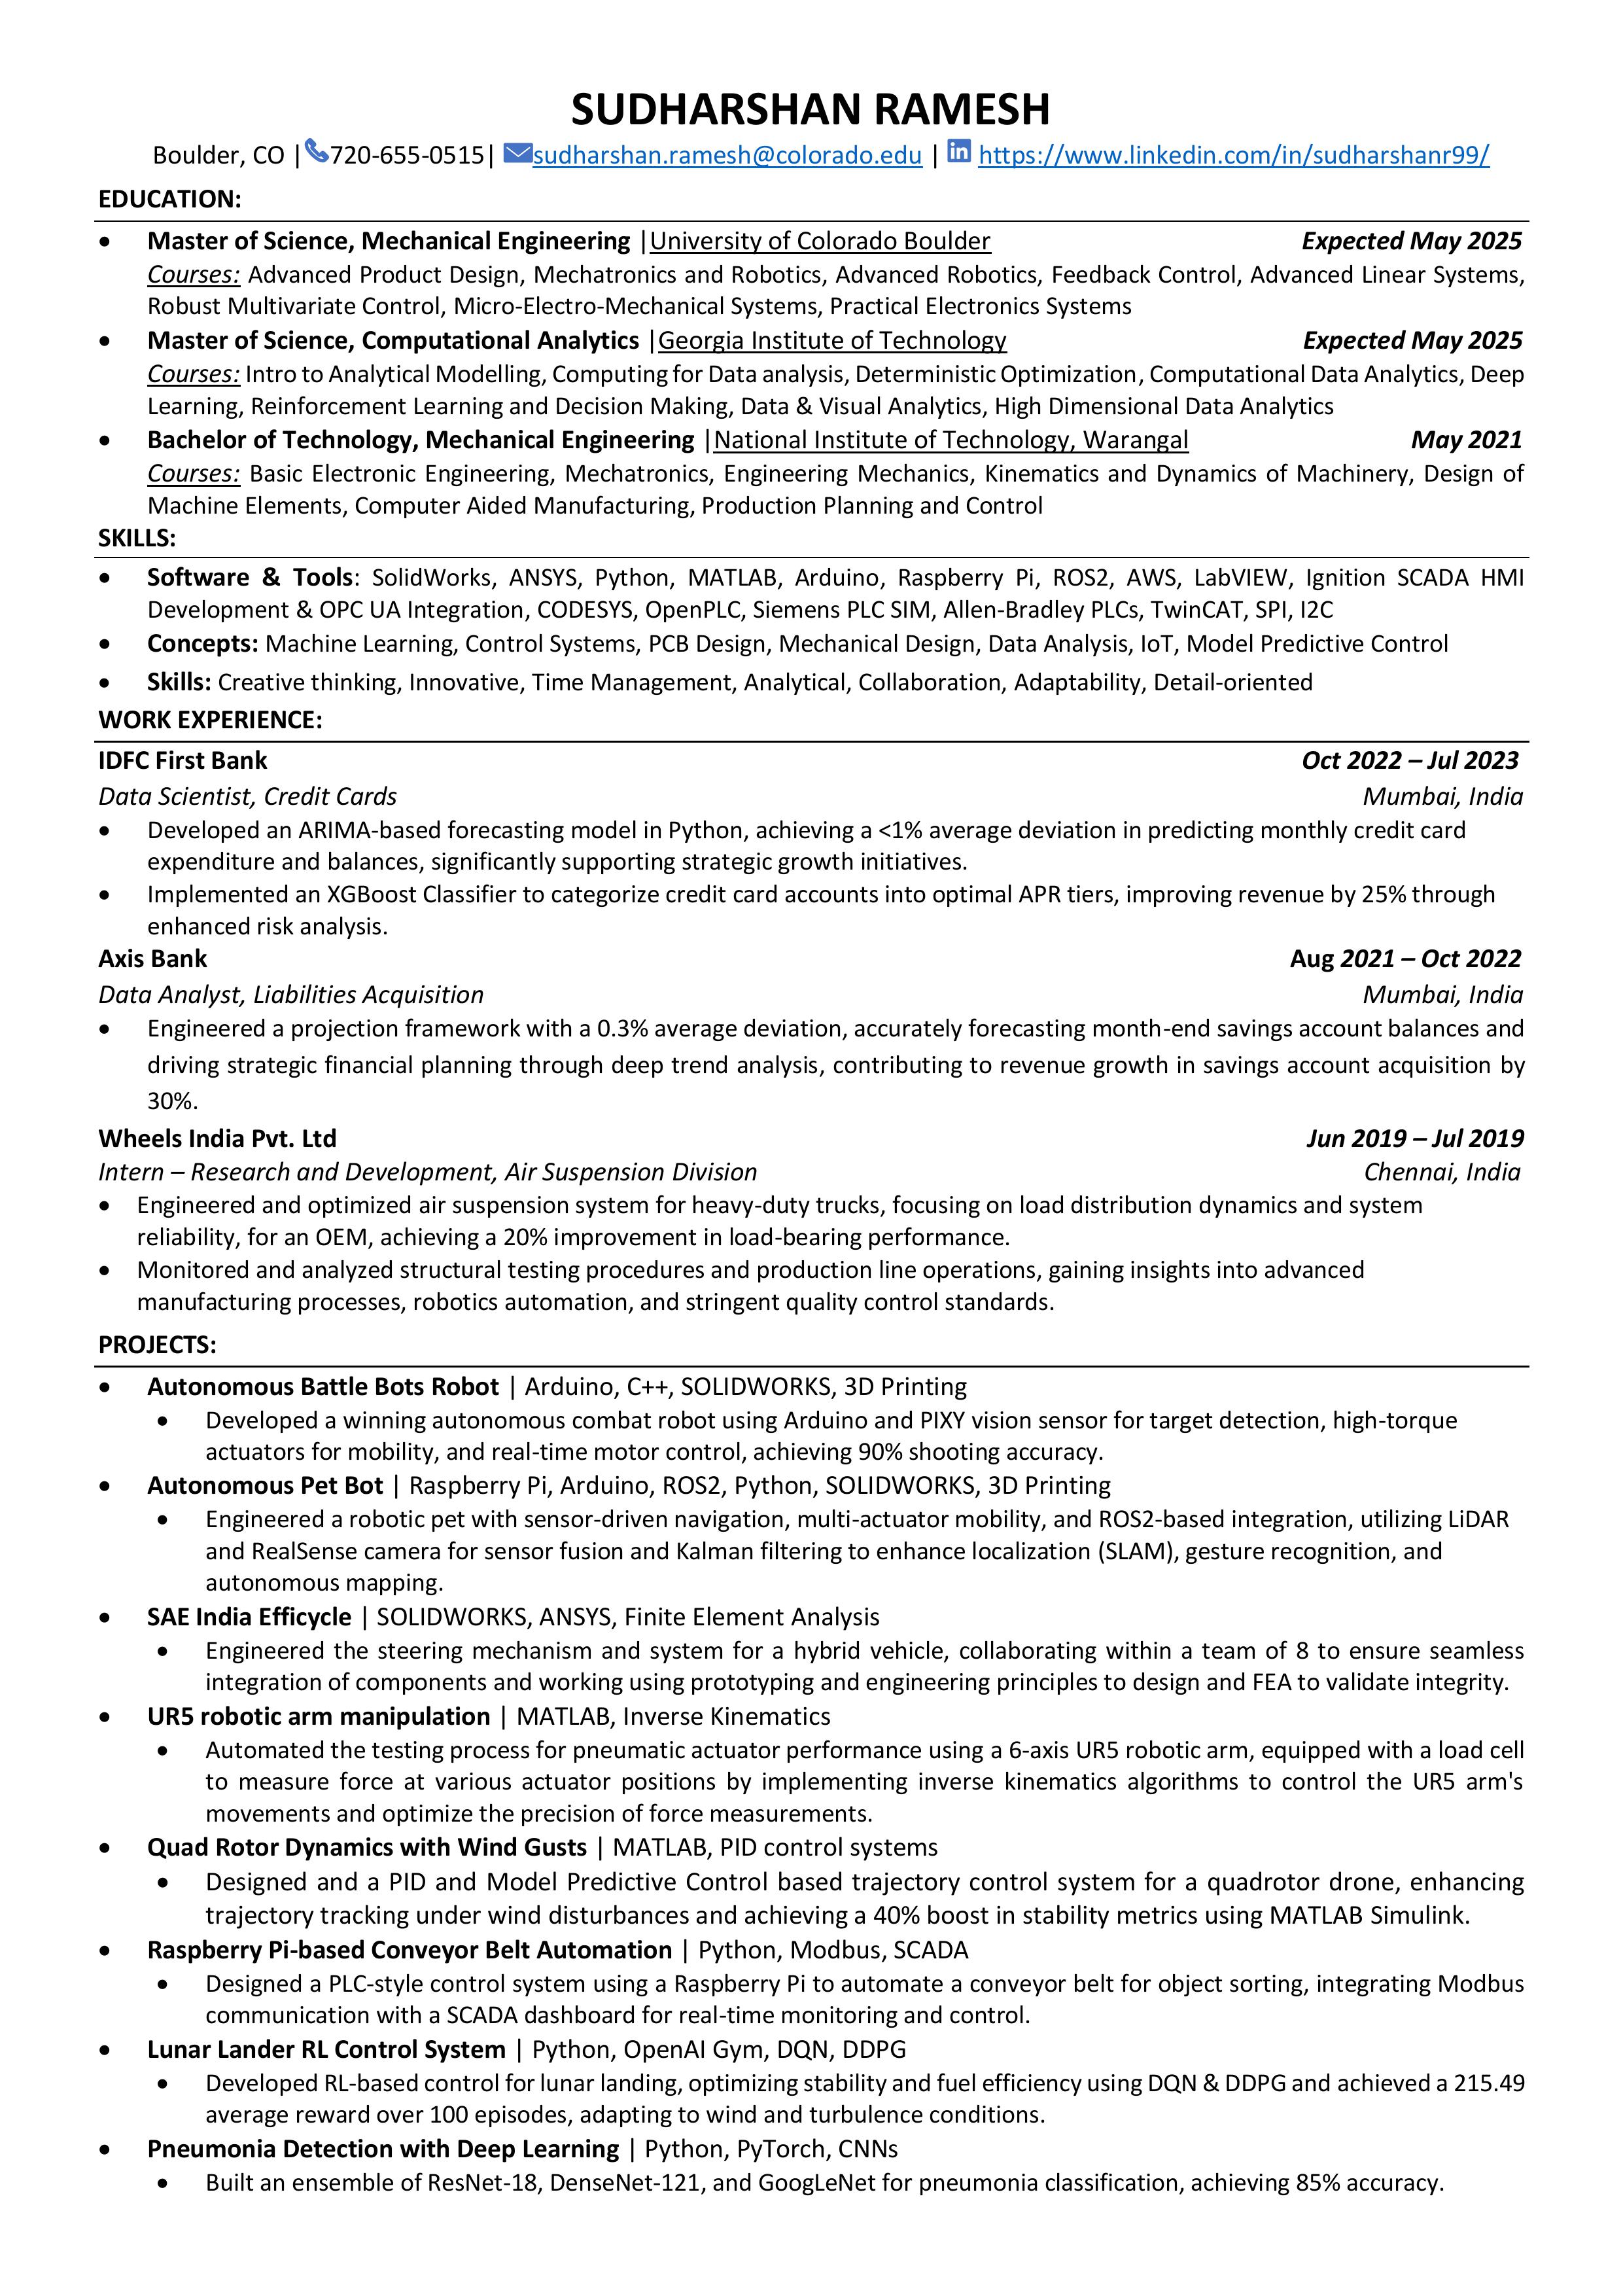 SUDHARSHAN RAMESH
Boulder, CO | 720-655-0515| sudharshan.ramesh@colorado.edu | in https://www.linkedin.com/in/sudharshanr99/
EDUCATION:
• Master of Science, Mechanical Engineering |University of Colorado Boulder Expected May 2025
Courses: Advanced Product Design, Mechatronics and Robotics, Advanced Robotics, Feedback Control, Advanced Linear Systems,
Robust Multivariate Control, Micro-Electro-Mechanical Systems, Practical Electronics Systems
• Master of Science, Computational Analytics |Georgia Institute of Technology Expected May 2025
Courses: Intro to Analytical Modelling, Computing for Data analysis, Deterministic Optimization, Computational Data Analytics, Deep
Learning, Reinforcement Learning and Decision Making, Data & Visual Analytics, High Dimensional Data Analytics
• Bachelor of Technology, Mechanical Engineering |National Institute of Technology, Warangal May 2021
Courses: Basic Electronic Engineering, Mechatronics, Engineering Mechanics, Kinematics and Dynamics of Machinery, Design of
Machine Elements, Computer Aided Manufacturing, Production Planning and Control
SKILLS:
• Software & Tools: SolidWorks, ANSYS, Python, MATLAB, Arduino, Raspberry Pi, ROS2, AWS, LabVIEW, Ignition SCADA HMI
Development & OPC UA Integration, CODESYS, OpenPLC, Siemens PLC SIM, Allen-Bradley PLCs, TwinCAT, SPI, I2C
• Concepts: Machine Learning, Control Systems, PCB Design, Mechanical Design, Data Analysis, IoT, Model Predictive Control
• Skills: Creative thinking, Innovative, Time Management, Analytical, Collaboration, Adaptability, Detail-oriented
WORK EXPERIENCE:
IDFC First Bank Oct 2022 – Jul 2023
Data Scientist, Credit Cards Mumbai, India
• Developed an ARIMA-based forecasting model in Python, achieving a <1% average deviation in predicting monthly credit card
expenditure and balances, significantly supporting strategic growth initiatives.
• Implemented an XGBoost Classifier to categorize credit card accounts into optimal APR tiers, improving revenue by 25% through
enhanced risk analysis.
Axis Bank Aug 2021 – Oct 2022
Data Analyst, Liabilities Acquisition Mumbai, India
• Engineered a projection framework with a 0.3% average deviation, accurately forecasting month-end savings account balances and
driving strategic financial planning through deep trend analysis, contributing to revenue growth in savings account acquisition by
30%.
Wheels India Pvt. Ltd Jun 2019 – Jul 2019
Intern – Research and Development, Air Suspension Division Chennai, India
• Engineered and optimized air suspension system for heavy-duty trucks, focusing on load distribution dynamics and system
reliability, for an OEM, achieving a 20% improvement in load-bearing performance.
• Monitored and analyzed structural testing procedures and production line operations, gaining insights into advanced
manufacturing processes, robotics automation, and stringent quality control standards.
PROJECTS:
• Autonomous Battle Bots Robot | Arduino, C++, SOLIDWORKS, 3D Printing
• Developed a winning autonomous combat robot using Arduino and PIXY vision sensor for target detection, high-torque
actuators for mobility, and real-time motor control, achieving 90% shooting accuracy.
• Autonomous Pet Bot | Raspberry Pi, Arduino, ROS2, Python, SOLIDWORKS, 3D Printing
• Engineered a robotic pet with sensor-driven navigation, multi-actuator mobility, and ROS2-based integration, utilizing LiDAR
and RealSense camera for sensor fusion and Kalman filtering to enhance localization (SLAM), gesture recognition, and
autonomous mapping.
• SAE India Efficycle | SOLIDWORKS, ANSYS, Finite Element Analysis
• Engineered the steering mechanism and system for a hybrid vehicle, collaborating within a team of 8 to ensure seamless
integration of components and working using prototyping and engineering principles to design and FEA to validate integrity.
• UR5 robotic arm manipulation | MATLAB, Inverse Kinematics
• Automated the testing process for pneumatic actuator performance using a 6-axis UR5 robotic arm, equipped with a load cell
to measure force at various actuator positions by implementing inverse kinematics algorithms to control the UR5 arm's
movements and optimize the precision of force measurements.
• Quad Rotor Dynamics with Wind Gusts | MATLAB, PID control systems
• Designed and a PID and Model Predictive Control based trajectory control system for a quadrotor drone, enhancing
trajectory tracking under wind disturbances and achieving a 40% boost in stability metrics using MATLAB Simulink.
• Raspberry Pi-based Conveyor Belt Automation | Python, Modbus, SCADA
• Designed a PLC-style control system using a Raspberry Pi to automate a conveyor belt for object sorting, integrating Modbus
communication with a SCADA dashboard for real-time monitoring and control.
• Lunar Lander RL Control System | Python, OpenAI Gym, DQN, DDPG
• Developed RL-based control for lunar landing, optimizing stability and fuel efficiency using DQN & DDPG and achieved a 215.49
average reward over 100 episodes, adapting to wind and turbulence conditions.
• Pneumonia Detection with Deep Learning | Python, PyTorch, CNNs
• Built an ensemble of ResNet-18, DenseNet-121, and GoogLeNet for pneumonia classification, achieving 85% accuracy.